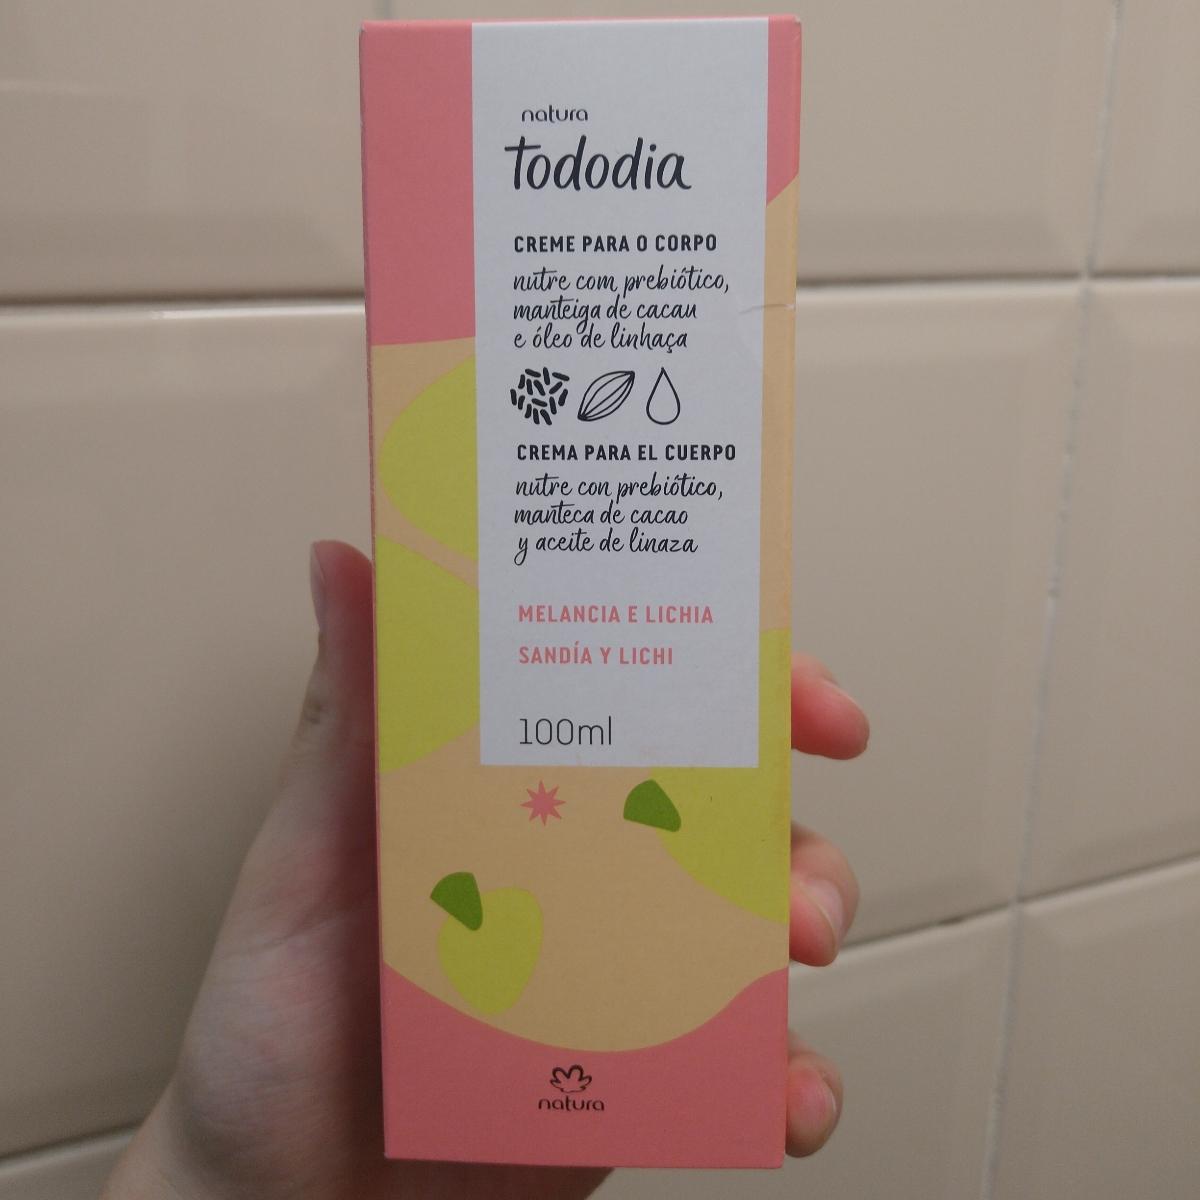 natura
tododia
CREME PARA O CORPO
nutre com prebiótico,
manteiga de cacau
e óleo de linhaça
CREMA PARA EL CUERPO
nutre con prebiótico,
manteca de cacao
y aceite de linaza
MELANCIA E LICHIA
SANDÍA Y LICHI
100ml
natura